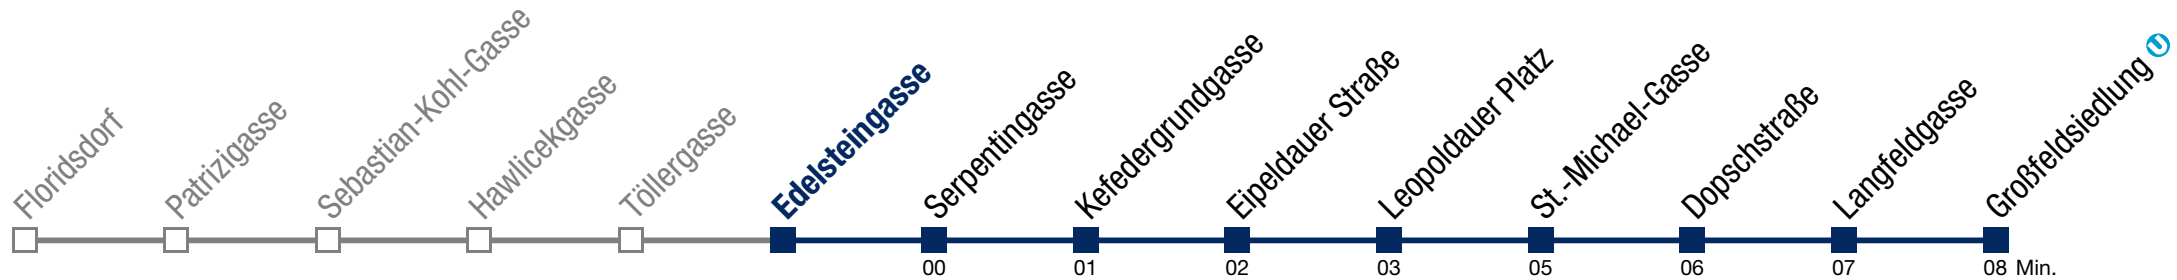 Floridsdorf
Patrizigasse
Sebastian-Kohl-Gasse
Hawlicekgasse
Töllergasse
Edelsteingasse
Serpentingasse
Kefedergrundgasse
Eipeldauer Straße
Leopoldauer Platz
St.-Michael-Gasse
Dopschstraße
Langfeldgasse
Großfeldsiedlung U
00 01 02 03 05 06 07 08 Min.